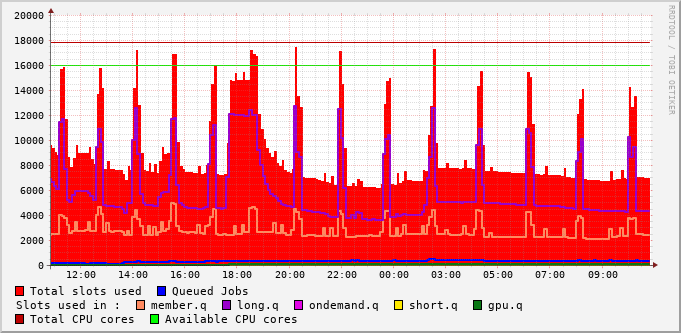 20000
18000
16000
14000
12000
10000
8000
6000
4000
2000
0
12:00 14:00 16:00 18:00 20:00 22:00 00:00 03:00 05:00 07:00 09:00
RRDTOOL / TOBI OETIKER
Total slots used Queued Jobs
Slots used in : member.q long.q ondemand.q short.q gpu.q
Total CPU cores Available CPU cores